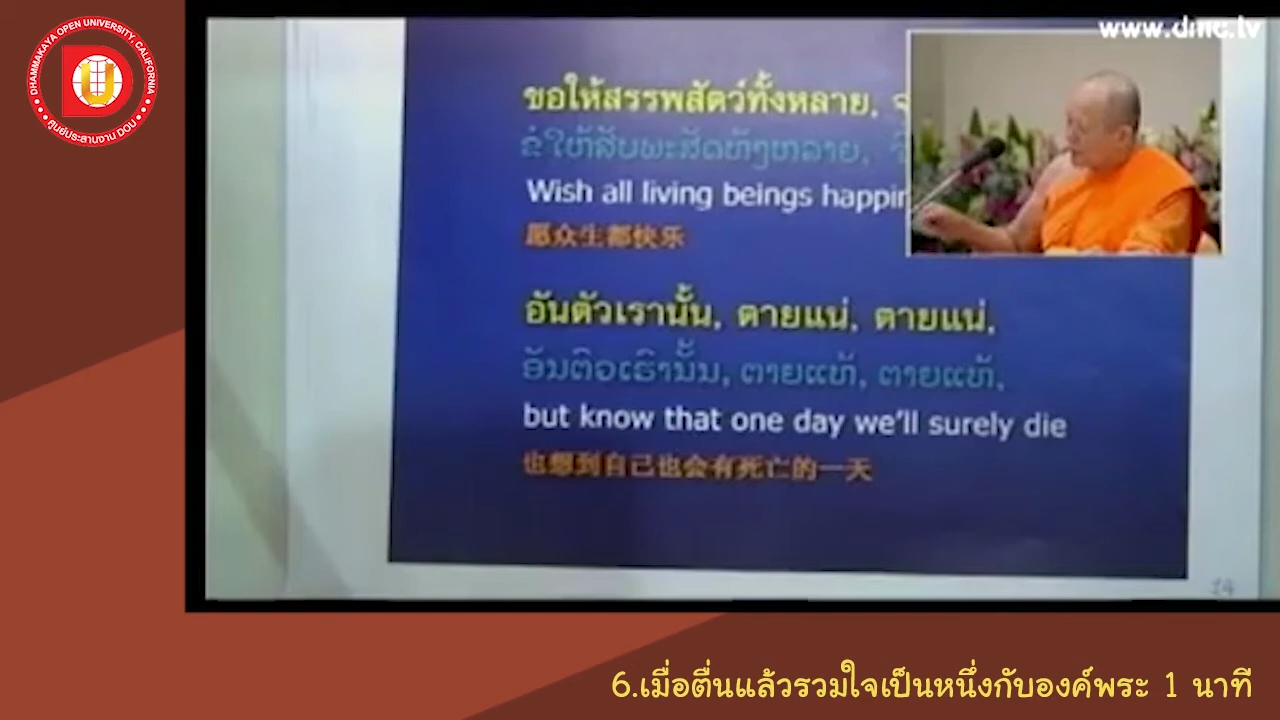 DHAMMAKAYA OPEN UNIVERSITY, CALIFORNIA
D
U
ศูนย์ประสานงาน DOU
www.dmc.tv
ขอให้สรรพสัตว์ทั้งหลาย, จ
ຂໍໃຫ້ສັບພະສັດທັງຫລາຍ,
Wish all living beings happin
愿众生都快乐
อันตัวเรานั้น, ตายแน่, ตายแน่,
ອັນຕົວເຮົານັ້ນ, ຕາຍແທ້, ຕາຍແທ້,
but know that one day we'll surely die
也想到自己也会有死亡的一天
14
6.เมื่อตื่นแล้วรวมใจเป็นหนึ่งกับองค์พระ 1 นาที